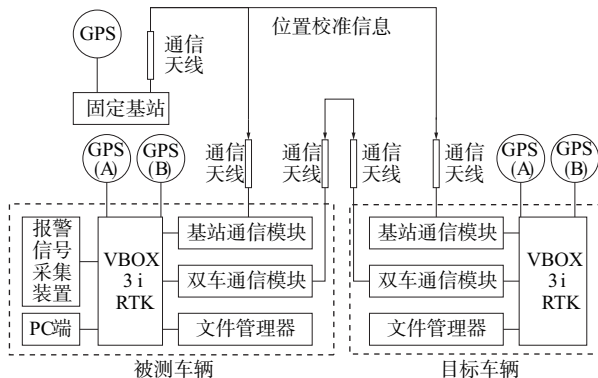 GPS
通信
天线
位置校准信息
固定基站
GPS
(A)
GPS
(B)
通信
天线
通信
天线
通信
天线
通信
天线
GPS
(A)
GPS
(B)
报警
信号
采集
装置
PC端
VBOX
3 i
RTK
基站通信模块
双车通信模块
文件管理器
基站通信模块
双车通信模块
文件管理器
VBOX
3 i
RTK
被测车辆
目标车辆